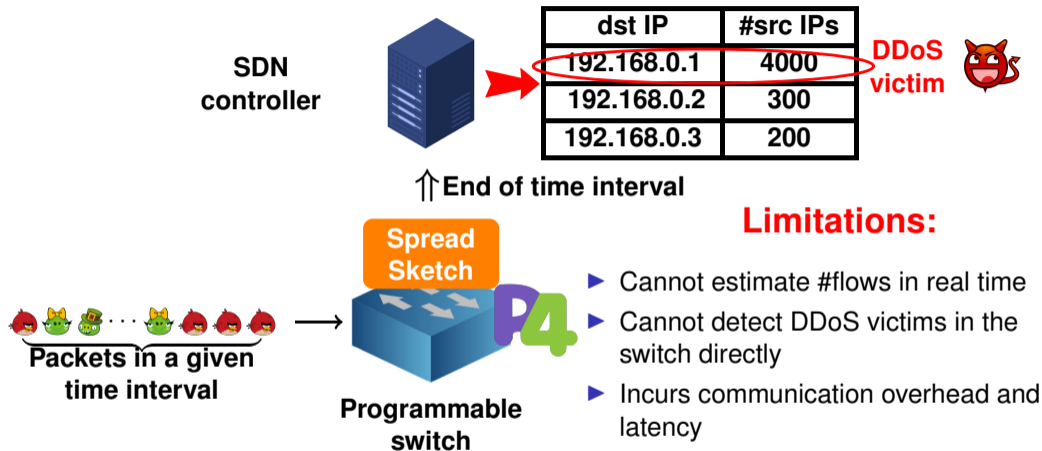 SDN
controller
dst IP #src IPs
192.168.0.1 4000
192.168.0.2 300
192.168.0.3 200
DDoS
victim
⇑ End of time interval
Spread
Sketch
P4
Packets in a given
time interval
Programmable
switch
Limitations:
Cannot estimate #flows in real time
Cannot detect DDoS victims in the
switch directly
Incurs communication overhead and
latency